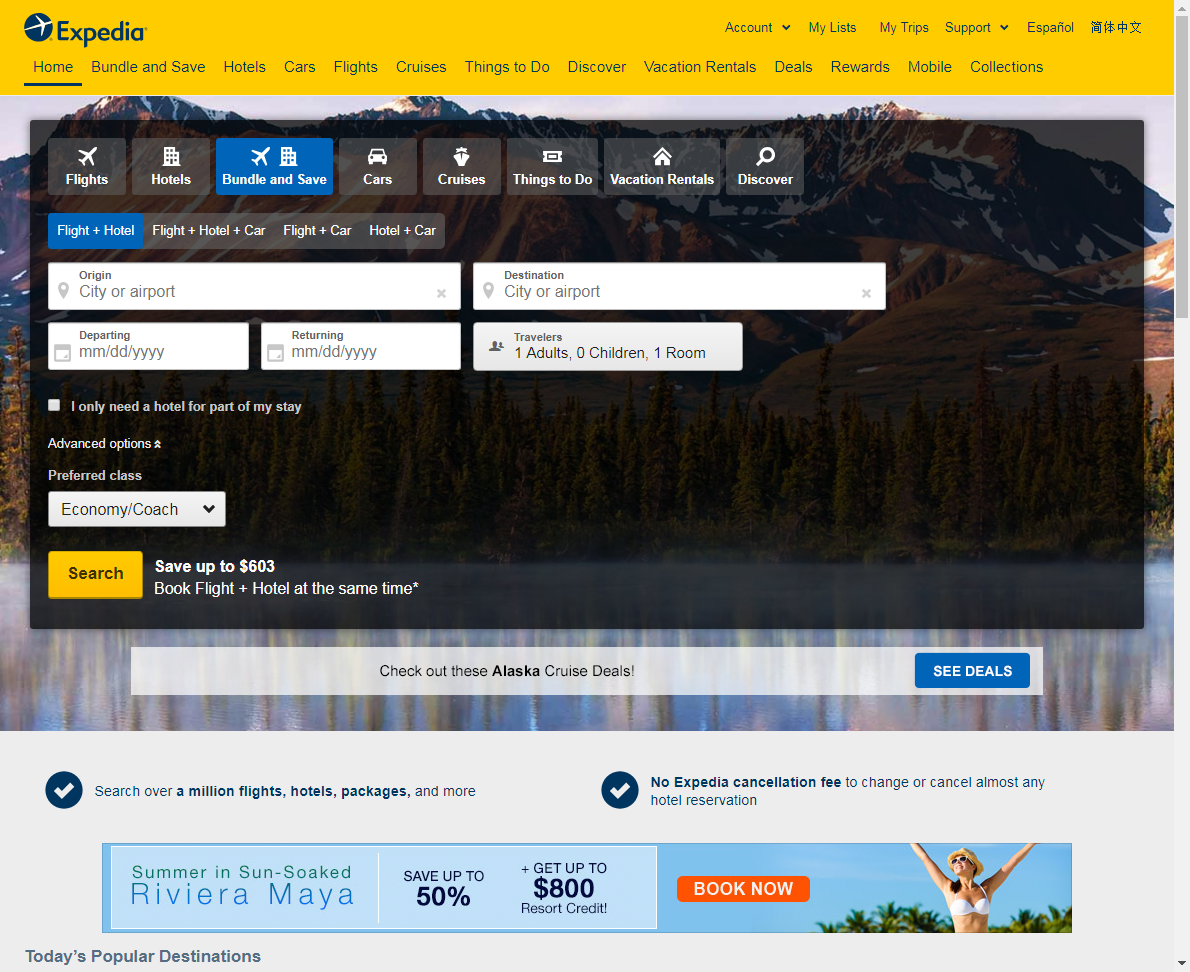 Expedia
Account My Lists My Trips Support Español 简体中文
Home Bundle and Save Hotels Cars Flights Cruises Things to Do Discover Vacation Rentals Deals Rewards Mobile Collections
Flights Hotels Bundle and Save Cars Cruises Things to Do Vacation Rentals Discover
Flight + Hotel Flight + Hotel + Car Flight + Car Hotel + Car
Origin
City or airport
Destination
City or airport
Departing
mm/dd/yyyy
Returning
mm/dd/yyyy
Travelers
1 Adults, 0 Children, 1 Room
I only need a hotel for part of my stay
Advanced options
Preferred class
Economy/Coach
Search
Save up to $603
Book Flight + Hotel at the same time*
Check out these Alaska Cruise Deals!
SEE DEALS
Search over a million flights, hotels, packages, and more
No Expedia cancellation fee to change or cancel almost any
hotel reservation
Summer in Sun-Soaked
Riviera Maya
SAVE UP TO
50%
+ GET UP TO
$800
Resort Credit!
BOOK NOW
Today's Popular Destinations